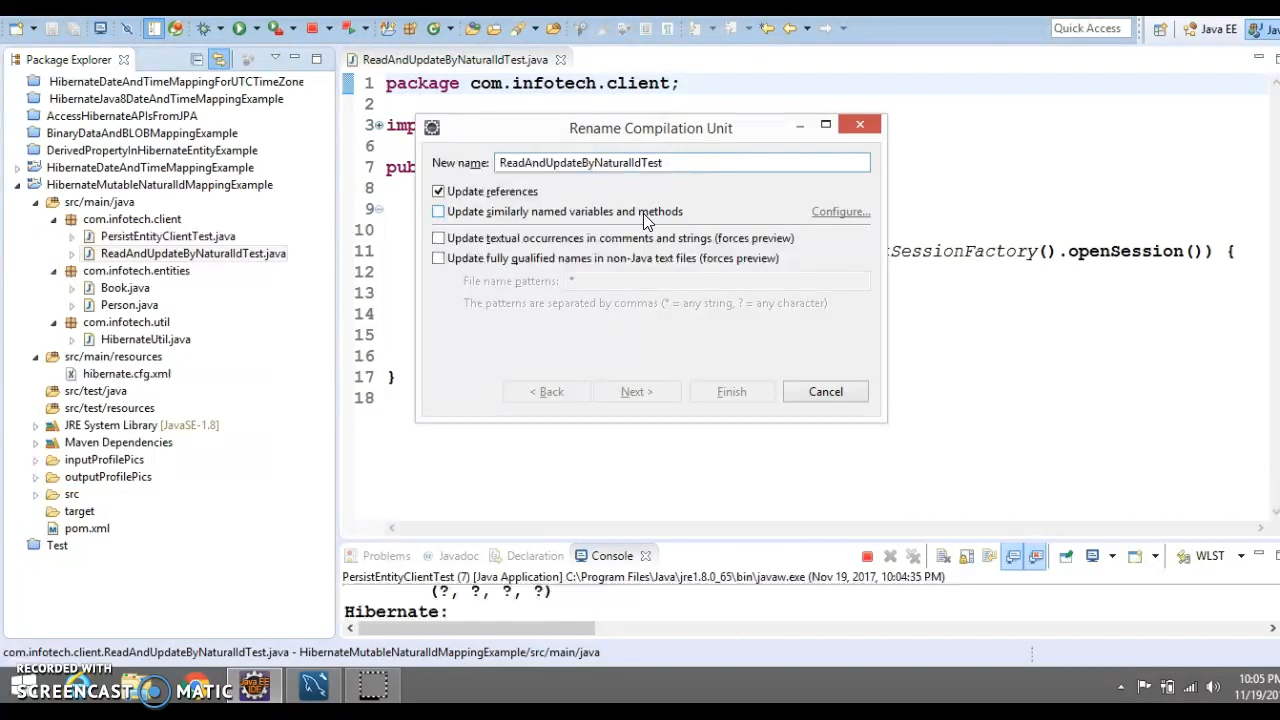 Quick Access
Java EE
Package Explorer
ReadAndUpdateByNaturalIdTest.java
HibernateDateAndTimeMappingForUTCTimeZone
HibernateJava8DateAndTimeMappingExample
AccessHibernateAPIsFromJPA
BinaryDataAndBLOBMappingExample
DerivedPropertyInHibernateEntityExample
HibernateDateAndTimeMappingExample
HibernateMutableNaturalIdMappingExample
src/main/java
com.infotech.client
PersistEntityClientTest.java
ReadAndUpdateByNaturalIdTest.java
com.infotech.entities
Book.java
Person.java
com.infotech.util
HibernateUtil.java
src/main/resources
hibernate.cfg.xml
src/test/java
src/test/resources
JRE System Library [JavaSE-1.8]
Maven Dependencies
inputProfilePics
outputProfilePics
src
target
pom.xml
Test
1 package com.infotech.client;
2
3 imp
6
7 pub
8
9
10
11 SessionFactory().openSession()) {
12
13
14
15
16
17 }
18
Rename Compilation Unit
New name: ReadAndUpdateByNaturalIdTest
Update references
Update similarly named variables and methods
Configure...
Update textual occurrences in comments and strings (forces preview)
Update fully qualified names in non-Java text files (forces preview)
File name patterns: *
The patterns are separated by commas (* = any string, ? = any character)
< Back
Next >
Finish
Cancel
Problems
Javadoc
Declaration
Console
WLST
PersistEntityClientTest (7) [Java Application] C:\Program Files\Java\jre1.8.0_65\bin\javaw.exe (Nov 19, 2017, 10:04:35 PM)
(?, ?, ?, ?)
Hibernate:
com.infotech.client.ReadAndUpdateByNaturalIdTest.java - HibernateMutableNaturalIdMappingExample/src/main/java
RECORDED WITH
SCREENCAST MATIC
10:05 PM